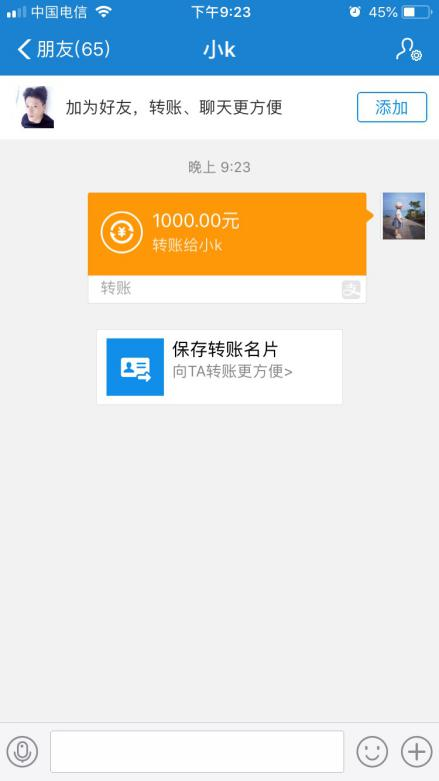 中国电信 下午9:23 45%
朋友(65) 小k
加为好友，转账、聊天更方便 添加
晚上 9:23
1000.00元
转账给小k
转账 支
保存转账名片
向TA转账更方便>